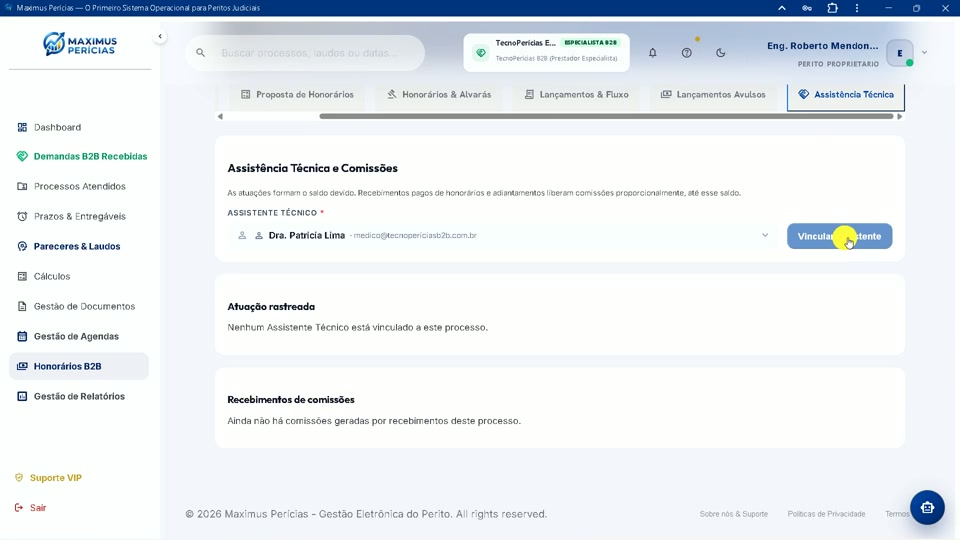 Maximus Perícias — O Primeiro Sistema Operacional para Peritos Judiciais
MAXIMUS
PERÍCIAS
Buscar processos, laudos ou datas...
TecnoPerícias E...
ESPECIALISTA B2B
TecnoPerícias B2B (Prestador Especialista)
Eng. Roberto Mendon...
PERITO PROPRIETARIO
E
Proposta de Honorários
Honorários & Alvarás
Lançamentos & Fluxo
Lançamentos Avulsos
Assistência Técnica
Dashboard
Demandas B2B Recebidas
Processos Atendidos
Prazos & Entregáveis
Pareceres & Laudos
Cálculos
Gestão de Documentos
Gestão de Agendas
Honorários B2B
Gestão de Relatórios
Suporte VIP
Sair
Assistência Técnica e Comissões
As atuações formam o saldo devido. Recebimentos pagos de honorários e adiantamentos liberam comissões proporcionalmente, até esse saldo.
ASSISTENTE TÉCNICO *
Dra. Patrícia Lima - medico@tecnopericiasb2b.com.br
Atuação rastreada
Nenhum Assistente Técnico está vinculado a este processo.
Recebimentos de comissões
Ainda não há comissões geradas por recebimentos deste processo.
© 2026 Maximus Perícias - Gestão Eletrônica do Perito. All rights reserved.
Sobre nós & Suporte
Políticas de Privacidade
Termos